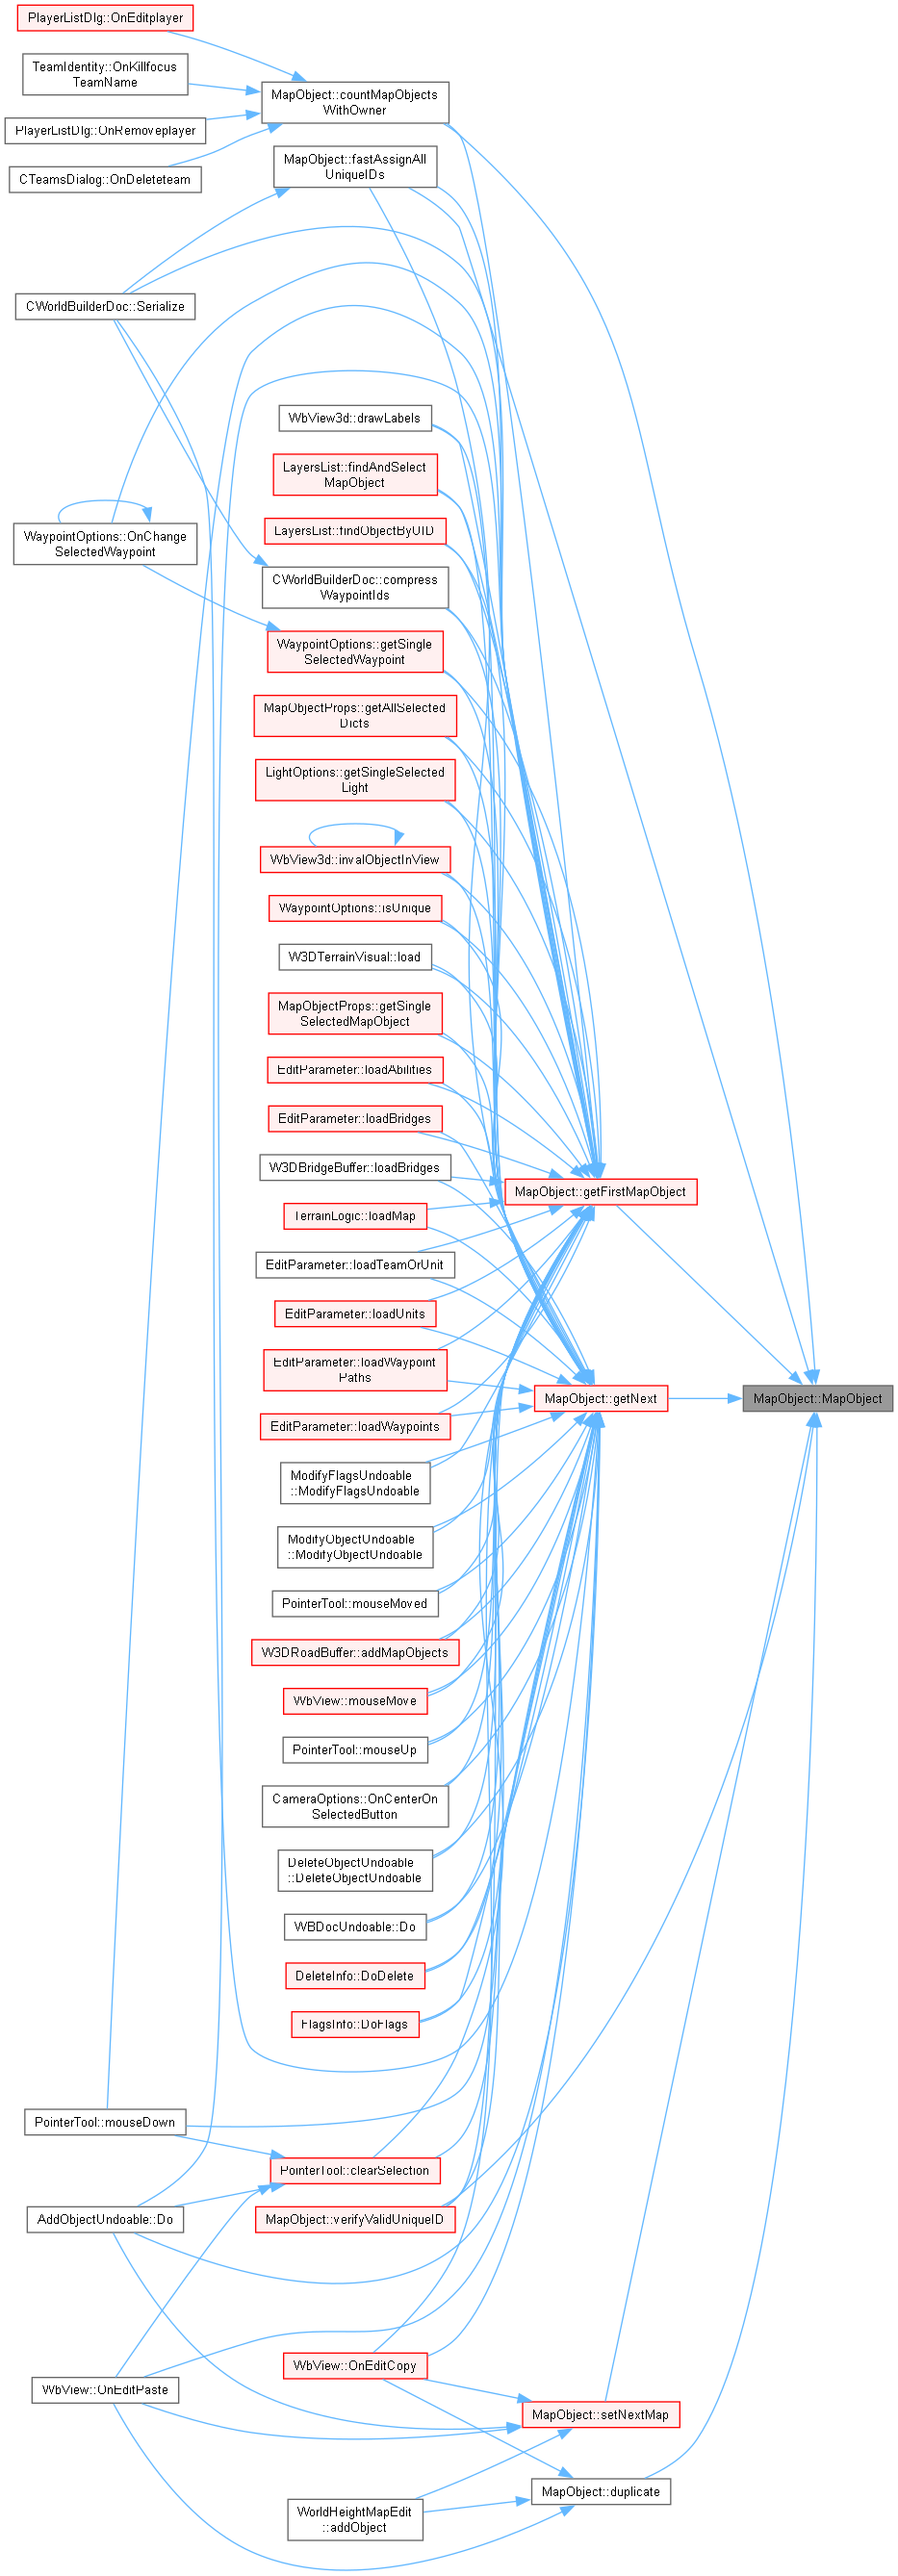 PlayerListDlg::OnEditplayer
TeamIdentity::OnKillfocus
TeamName
MapObject::countMapObjects
WithOwner
PlayerListDlg::OnRemoveplayer
CTeamsDialog::OnDeleteteam
MapObject::fastAssignAll
UniqueIDs
CWorldBuilderDoc::Serialize
WbView3d::drawLabels
LayersList::findAndSelect
MapObject
LayersList::findObjectByUID
WaypointOptions::OnChange
SelectedWaypoint
CWorldBuilderDoc::compress
WaypointIds
WaypointOptions::getSingle
SelectedWaypoint
MapObjectProps::getAllSelected
Dicts
LightOptions::getSingleSelected
Light
WbView3d::invalObjectInView
WaypointOptions::isUnique
W3DTerrainVisual::load
MapObjectProps::getSingle
SelectedMapObject
EditParameter::loadAbilities
EditParameter::loadBridges
W3DBridgeBuffer::loadBridges
MapObject::getFirstMapObject
TerrainLogic::loadMap
EditParameter::loadTeamOrUnit
EditParameter::loadUnits
EditParameter::loadWaypoint
Paths
MapObject::getNext
MapObject::MapObject
EditParameter::loadWaypoints
ModifyFlagsUndoable
::ModifyFlagsUndoable
ModifyObjectUndoable
::ModifyObjectUndoable
PointerTool::mouseMoved
W3DRoadBuffer::addMapObjects
WbView::mouseMove
PointerTool::mouseUp
CameraOptions::OnCenterOn
SelectedButton
DeleteObjectUndoable
::DeleteObjectUndoable
WBDocUndoable::Do
DeleteInfo::DoDelete
FlagsInfo::DoFlags
PointerTool::mouseDown
PointerTool::clearSelection
AddObjectUndoable::Do
MapObject::verifyValidUniqueID
WbView::OnEditCopy
WbView::OnEditPaste
MapObject::setNextMap
MapObject::duplicate
WorldHeightMapEdit
::addObject